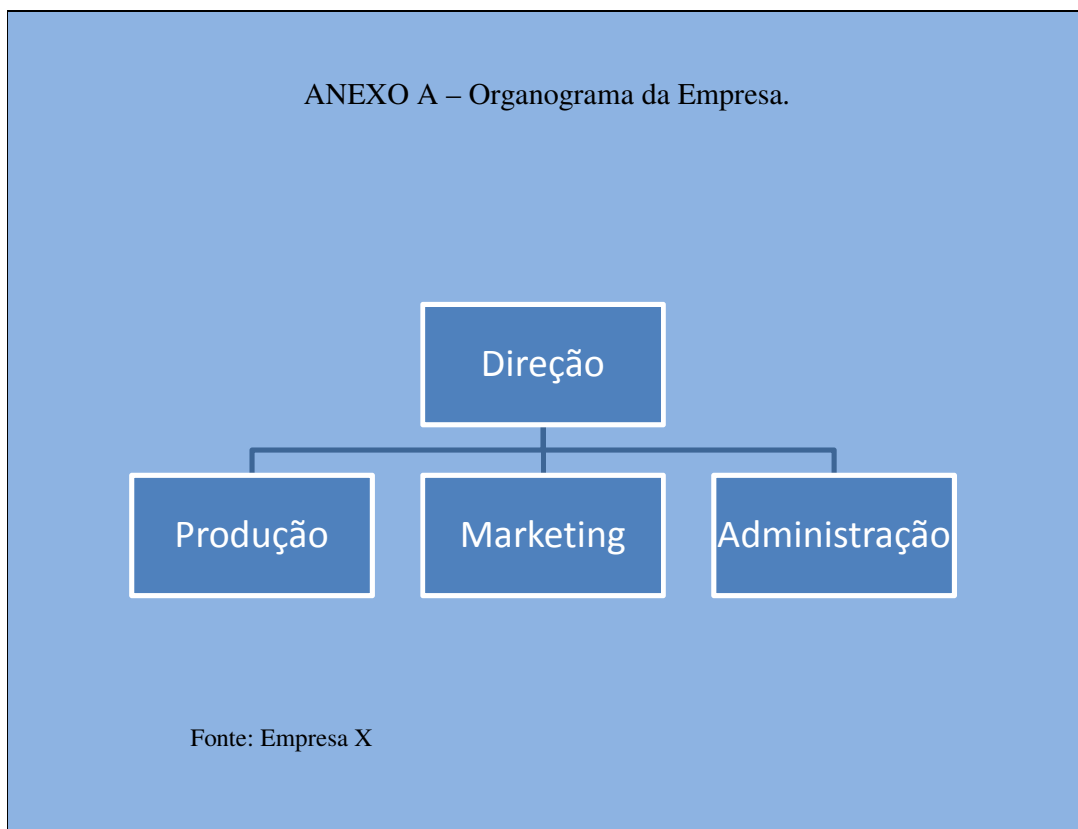 ANEXO A – Organograma da Empresa.
Direção
Produção
Marketing
Administração
Fonte: Empresa X